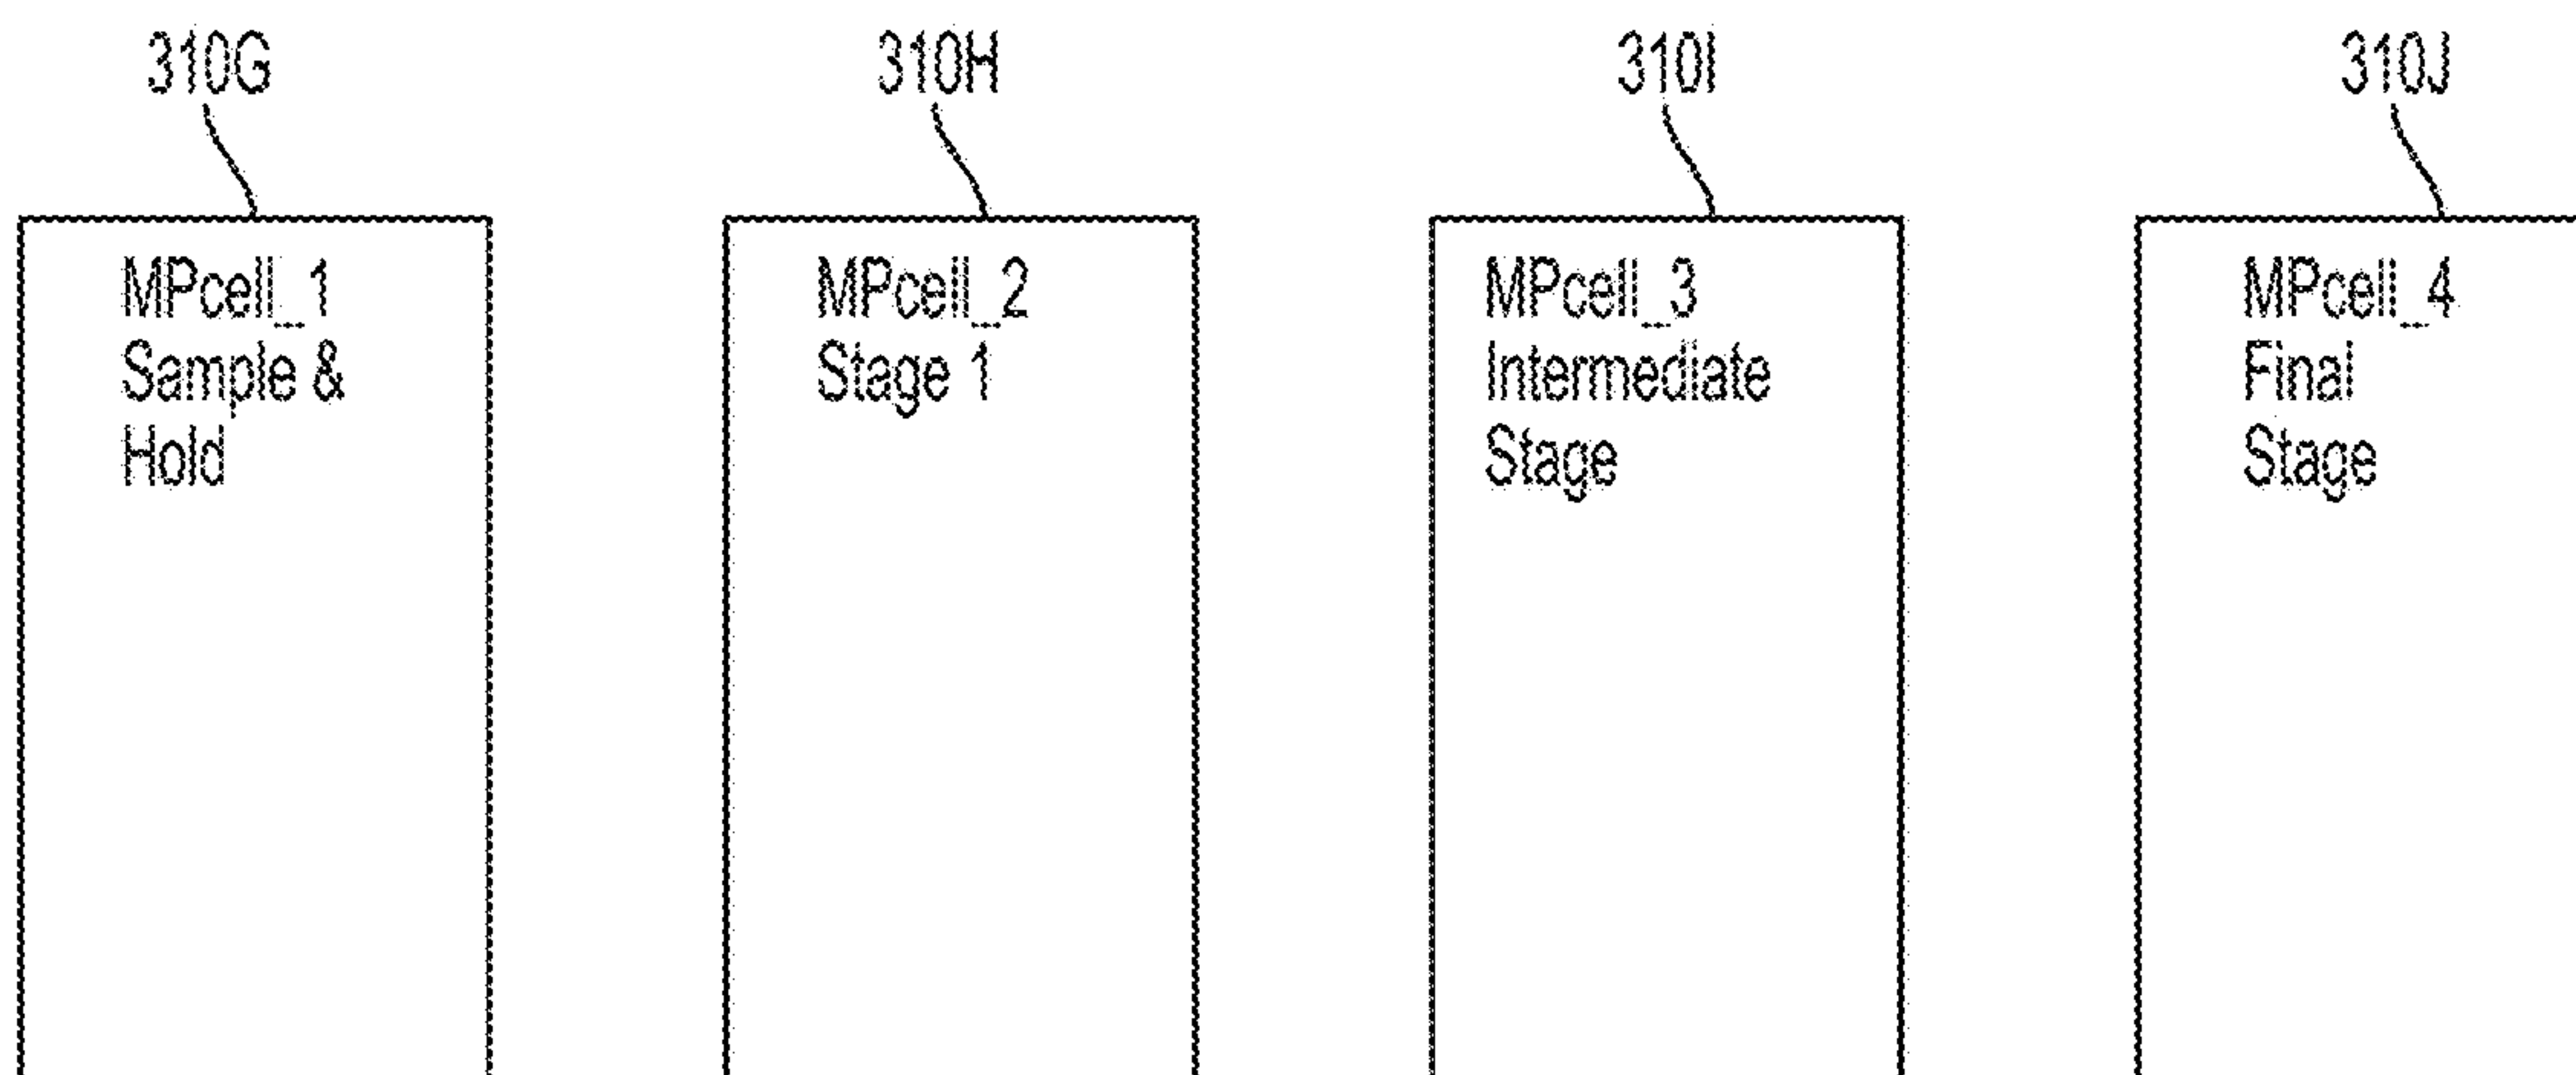 310G
310H
310I
310J
MPcell_1
Sample &
Hold
MPcell_2
Stage 1
MPcell_3
Intermediate
Stage
MPcell_4
Final
Stage